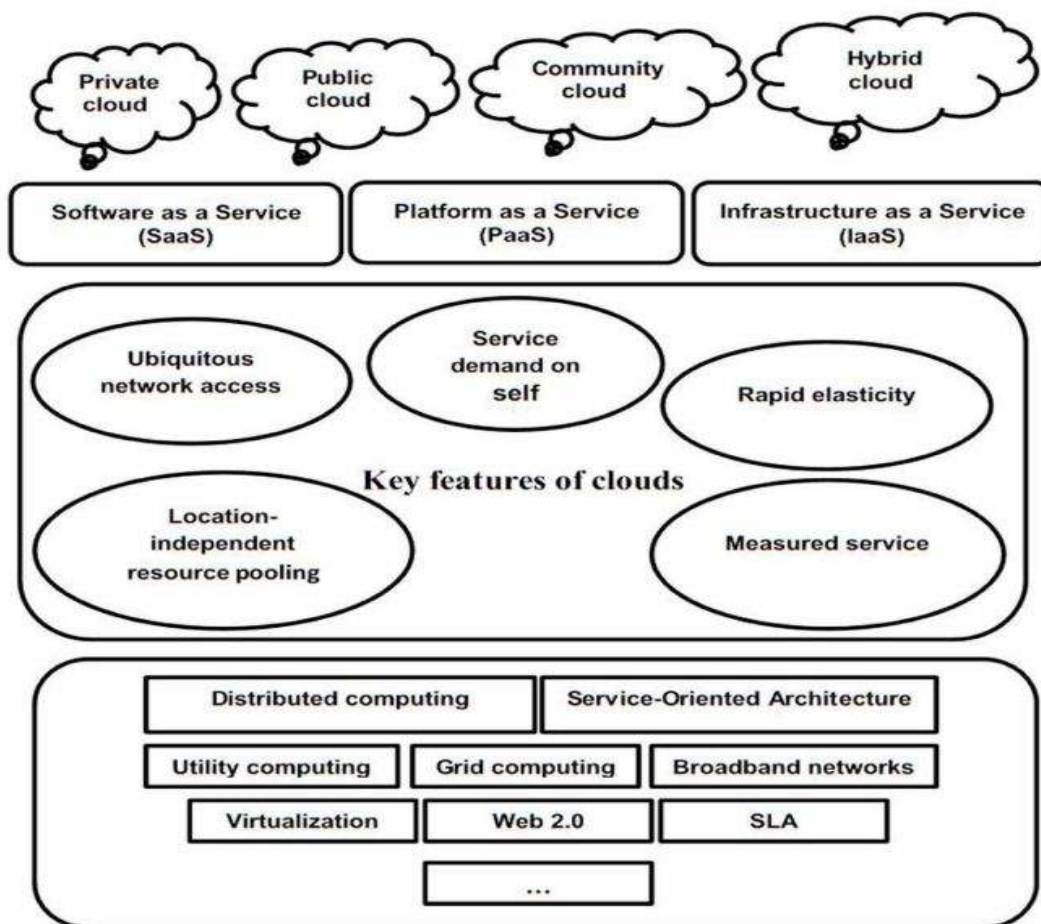 Private
cloud
Public
cloud
Community
cloud
Hybrid
cloud
Software as a Service
(SaaS)
Platform as a Service
(PaaS)
Infrastructure as a Service
(IaaS)
Ubiquitous
network access
Service
demand on
self
Rapid elasticity
Key features of clouds
Location-
independent
resource pooling
Measured service
Distributed computing
Service-Oriented Architecture
Utility computing
Grid computing
Broadband networks
Virtualization
Web 2.0
SLA
...